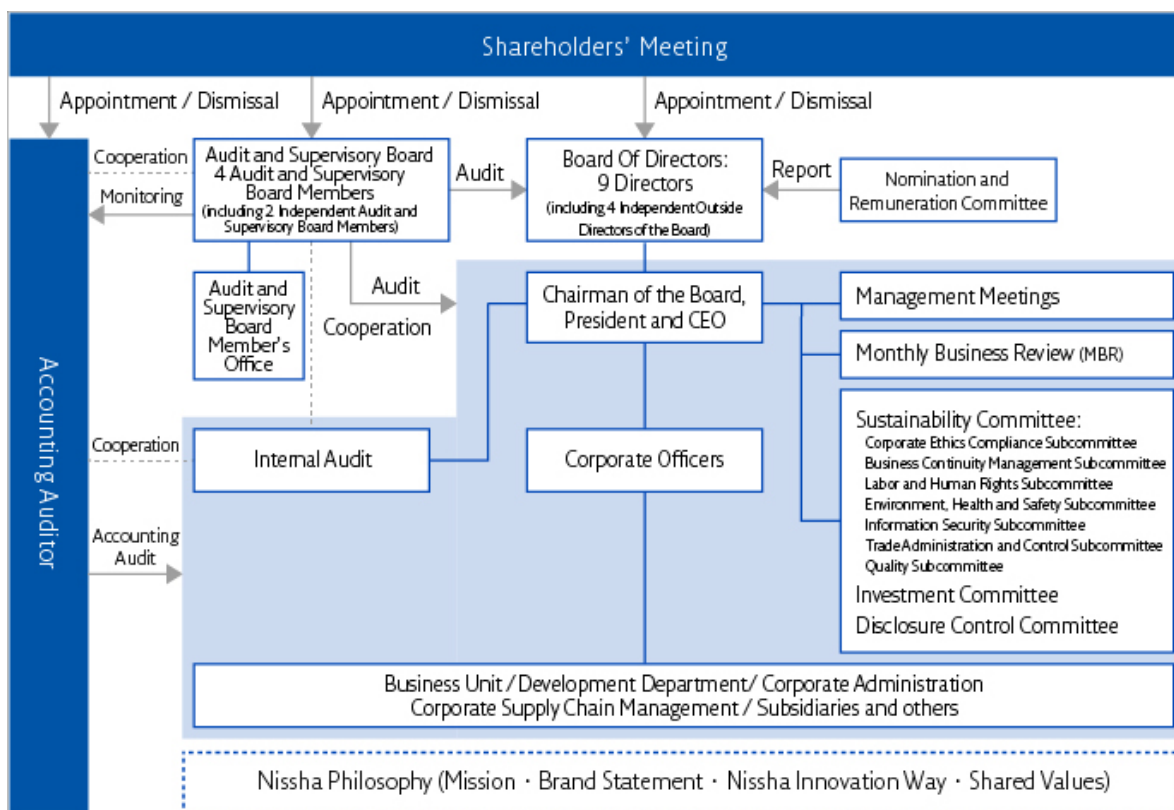 Shareholders' Meeting
Appointment / Dismissal
Appointment / Dismissal
Appointment / Dismissal
Accounting Auditor
Cooperation
Monitoring
Audit and Supervisory Board
4 Audit and Supervisory
Board Members
(including 2 Independent Audit and
Supervisory Board Members)
Audit
Board Of Directors:
9 Directors
(including 4 Independent Outside
Directors of the Board)
Report
Nomination and
Remuneration Committee
Audit and
Supervisory
Board
Member's
Office
Audit
Cooperation
Chairman of the Board,
President and CEO
Management Meetings
Monthly Business Review (MBR)
Cooperation
Internal Audit
Corporate Officers
Sustainability Committee:
Corporate Ethics Compliance Subcommittee
Business Continuity Management Subcommittee
Labor and Human Rights Subcommittee
Environment, Health and Safety Subcommittee
Information Security Subcommittee
Trade Administration and Control Subcommittee
Quality Subcommittee
Investment Committee
Disclosure Control Committee
Accounting
Audit
Business Unit / Development Department / Corporate Administration
Corporate Supply Chain Management / Subsidiaries and others
Nissha Philosophy (Mission · Brand Statement · Nissha Innovation Way · Shared Values)